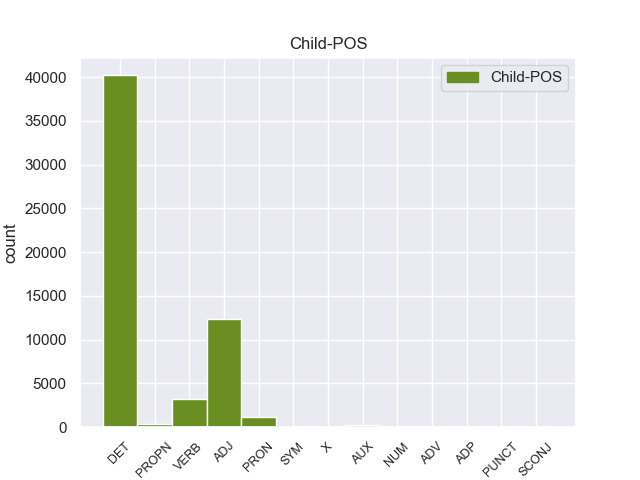 Child-POS
Child-POS
count
40000
35000
30000
25000
20000
15000
10000
5000
0
DET PROPN VERB ADJ PRON SYM X AUX NUM ADV ADP PUNCT SCONJ